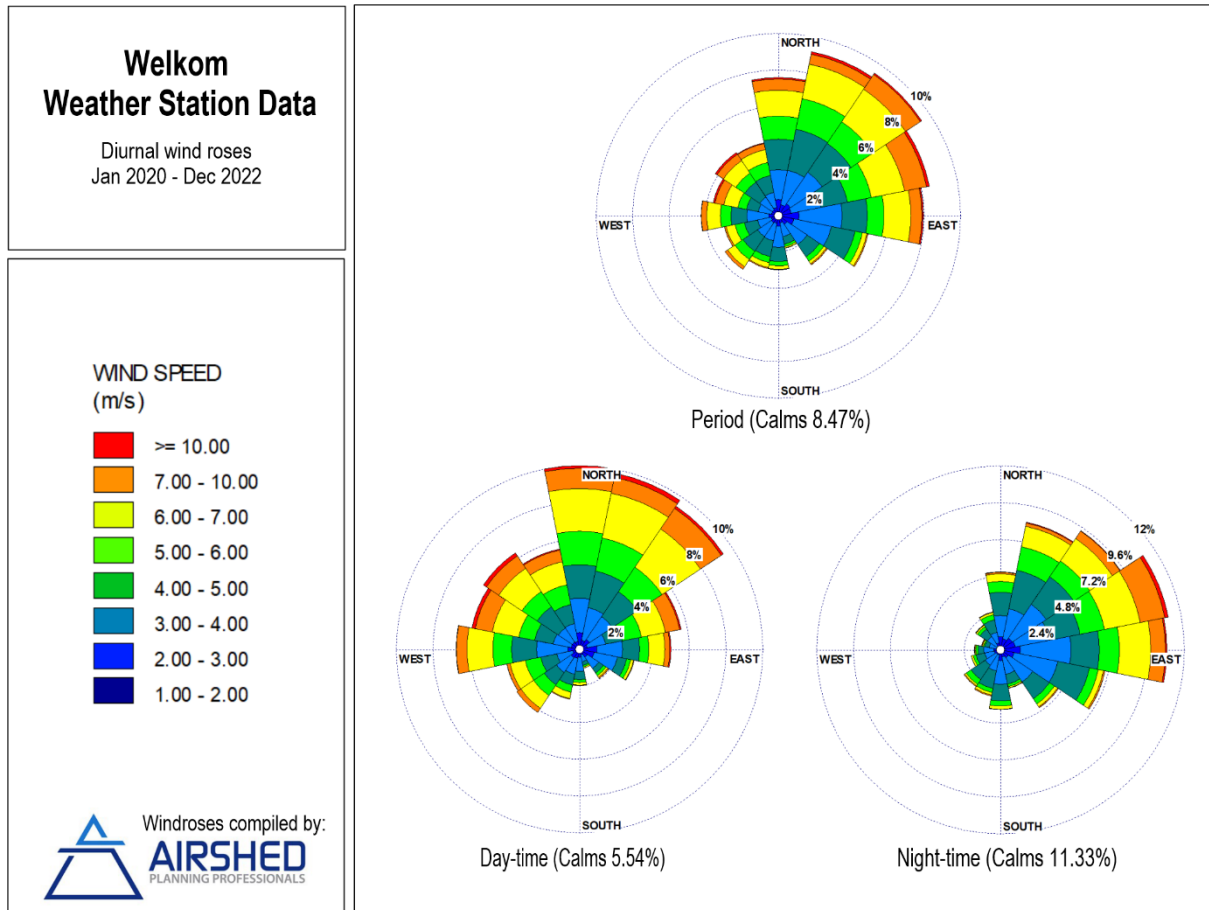 Welkom
Weather Station Data
Diurnal wind roses
Jan 2020 - Dec 2022
WIND SPEED
(m/s)
>= 10.00
7.00 - 10.00
6.00 - 7.00
5.00 - 6.00
4.00 - 5.00
3.00 - 4.00
2.00 - 3.00
1.00 - 2.00
Windroses compiled by:
AIRSHED
PLANNING PROFESSIONALS
NORTH
10%
8%
6%
4%
2%
WEST
EAST
SOUTH
Period (Calms 8.47%)
NORTH
10%
8%
6%
4%
2%
WEST
EAST
SOUTH
Day-time (Calms 5.54%)
NORTH
12%
9.6%
7.2%
4.8%
2.4%
WEST
EAST
SOUTH
Night-time (Calms 11.33%)